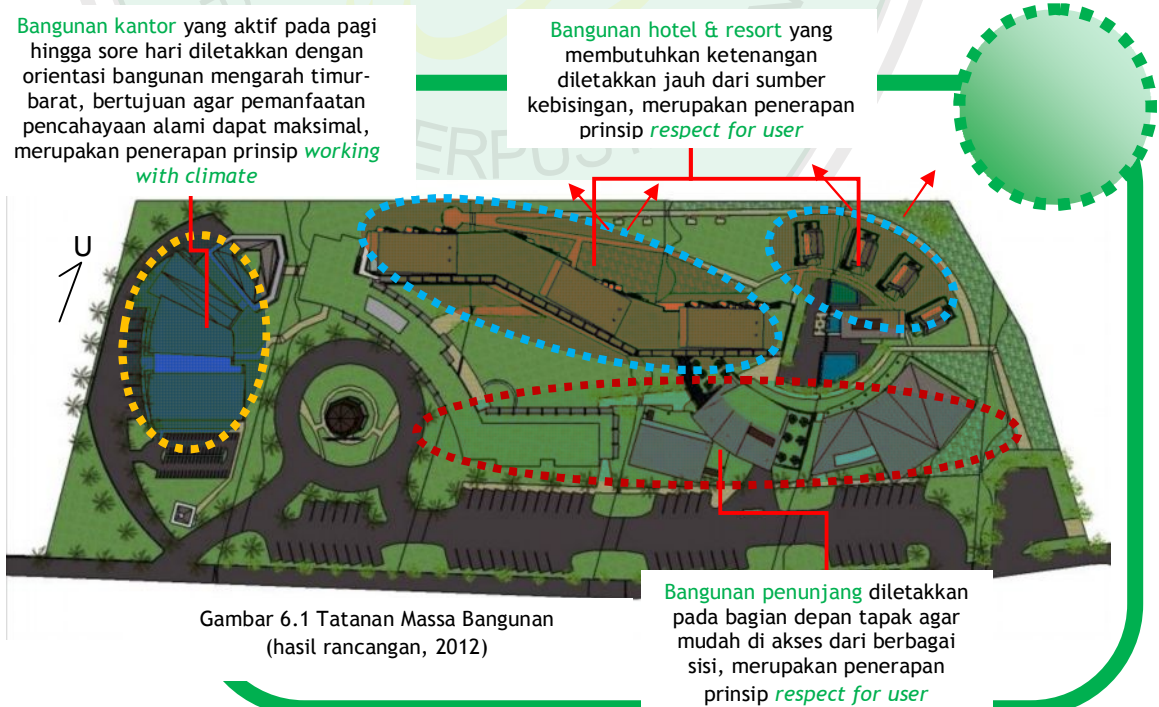 Bangunan kantor yang aktif pada pagi
hingga sore hari diletakkan dengan
orientasi bangunan mengarah timur-
barat, bertujuan agar pemanfaatan
pencahayaan alami dapat maksimal,
merupakan penerapan prinsip working
with climate
Bangunan hotel & resort yang
membutuhkan ketenangan
diletakkan jauh dari sumber
kebisingan, merupakan penerapan
prinsip respect for user
ERPUST
U
Gambar 6.1 Tatanan Massa Bangunan
(hasil rancangan, 2012)
Bangunan penunjang diletakkan
pada bagian depan tapak agar
mudah di akses dari berbagai
sisi, merupakan penerapan
prinsip respect for user